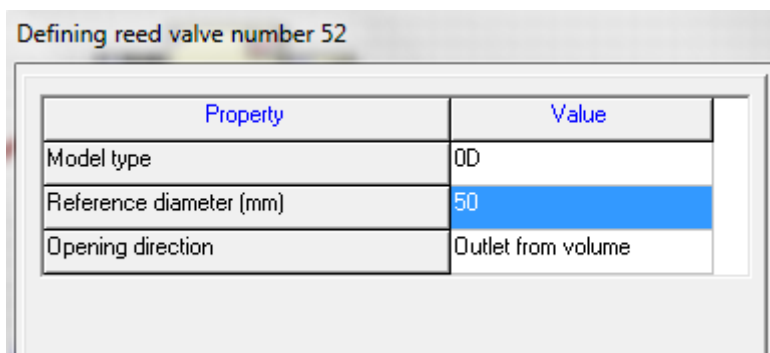 Defining reed valve number 52
Property Value
Model type 0D
Reference diameter (mm) 50
Opening direction Outlet from volume